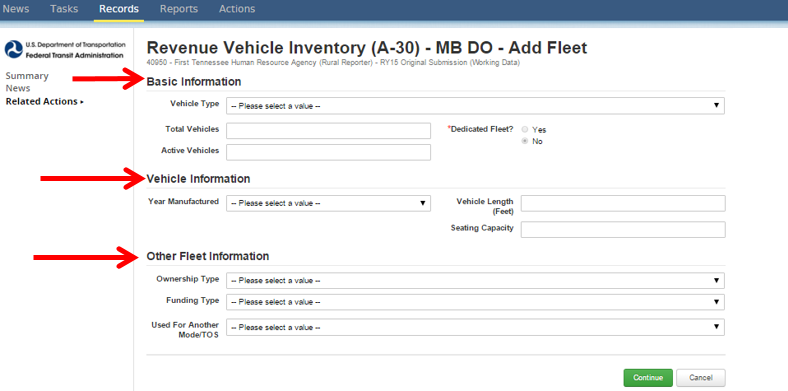 News Tasks Records Reports Actions
U.S. Department of Transportation
Federal Transit Administration
Summary
News
Related Actions ▸
Revenue Vehicle Inventory (A-30) - MB DO - Add Fleet
40950 - First Tennessee Human Resource Agency (Rural Reporter) - RY15 Original Submission (Working Data)
Basic Information
Vehicle Type -- Please select a value --
Total Vehicles *Dedicated Fleet? Yes
No
Active Vehicles
Vehicle Information
Year Manufactured -- Please select a value -- Vehicle Length
(Feet)
Seating Capacity
Other Fleet Information
Ownership Type -- Please select a value --
Funding Type -- Please select a value --
Used For Another -- Please select a value --
Mode/TOS
Continue Cancel